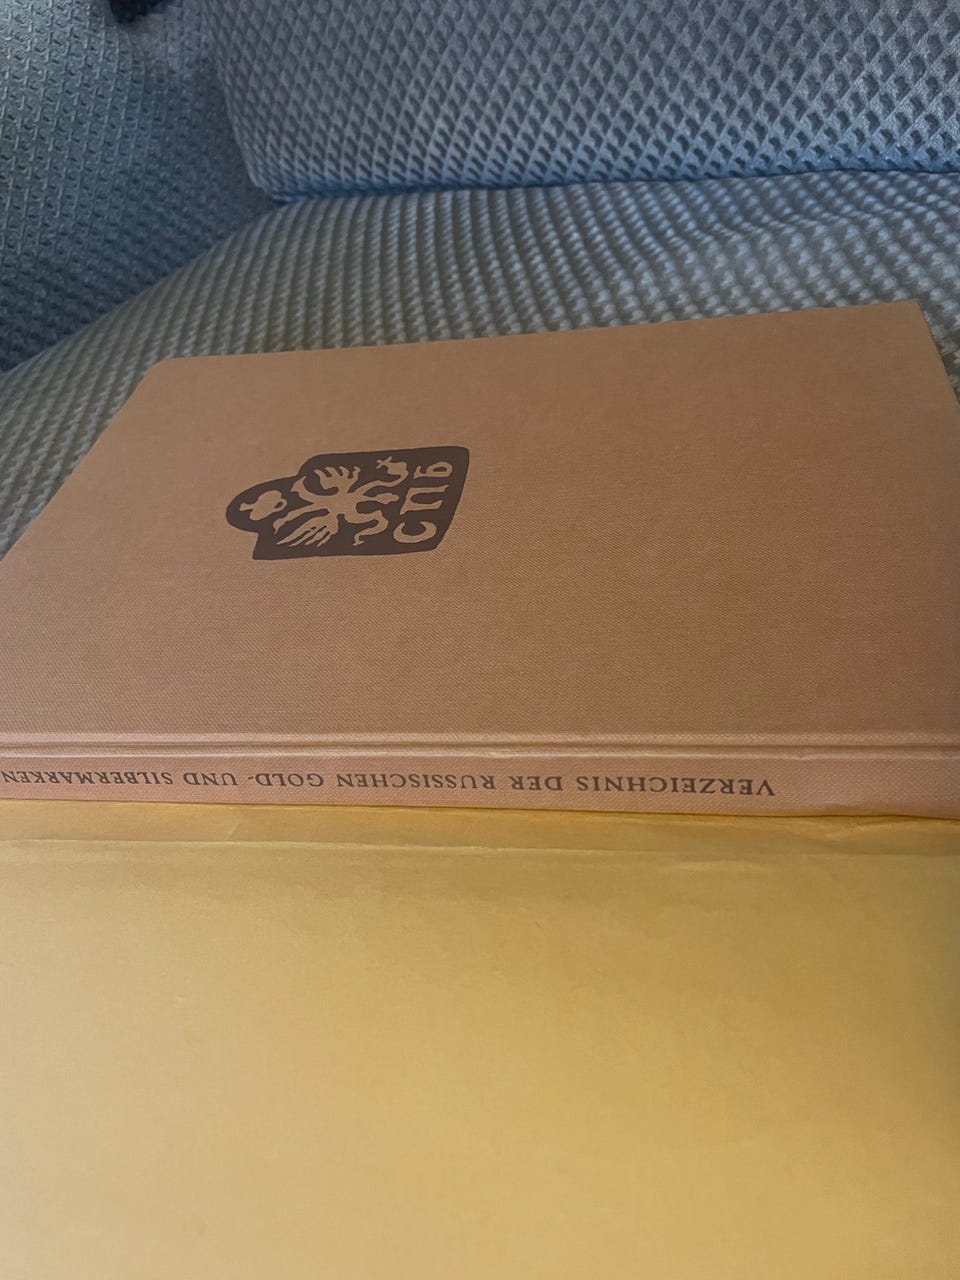 СПБ
VERZEICHNIS DER RUSSISCHEN GOLD- UND SILBERMARKEN